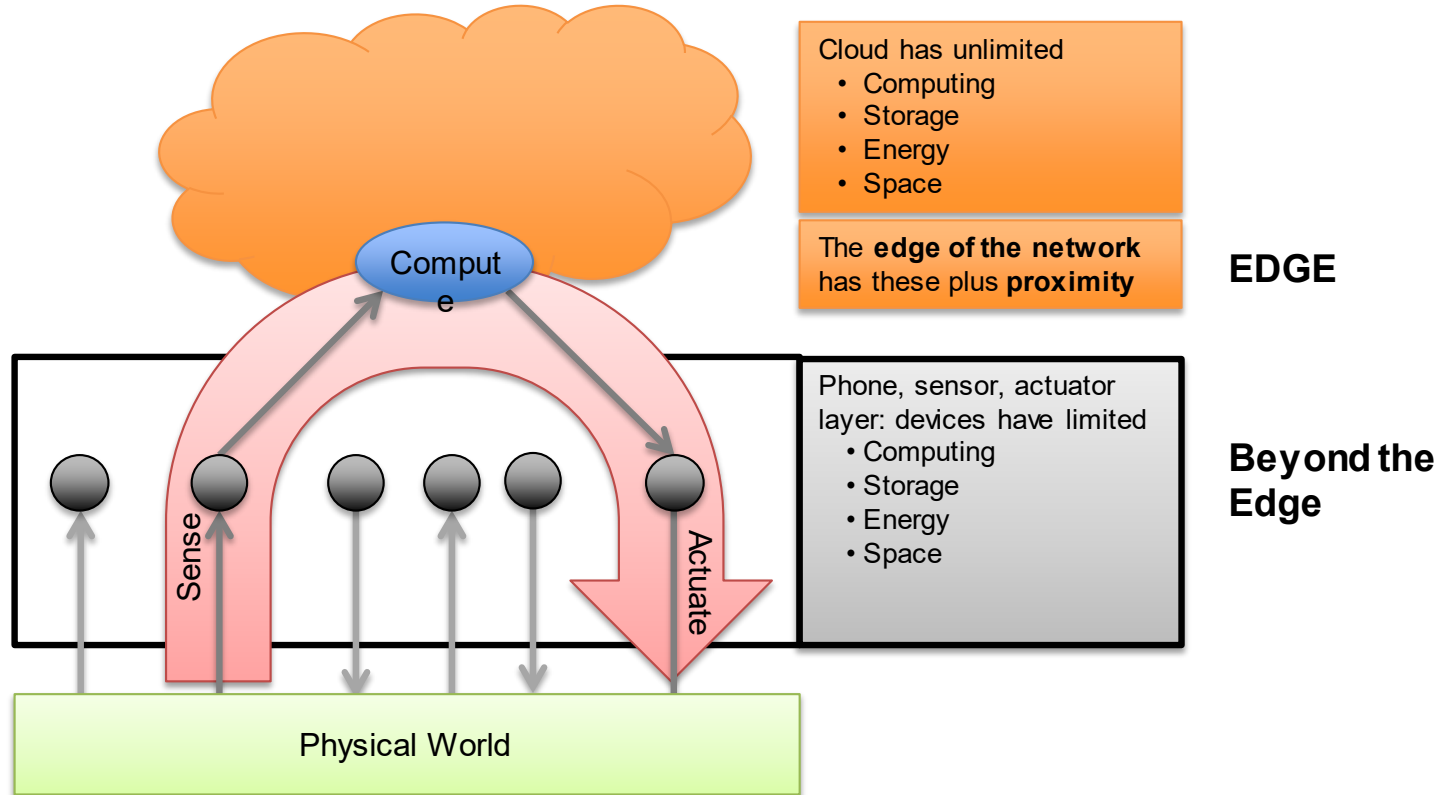 Cloud has unlimited
• Computing
• Storage
• Energy
• Space
Comput
e
The edge of the network
has these plus proximity
EDGE
Phone, sensor, actuator
layer: devices have limited
• Computing
• Storage
• Energy
• Space
Beyond the
Edge
Sense
Actuate
Physical World